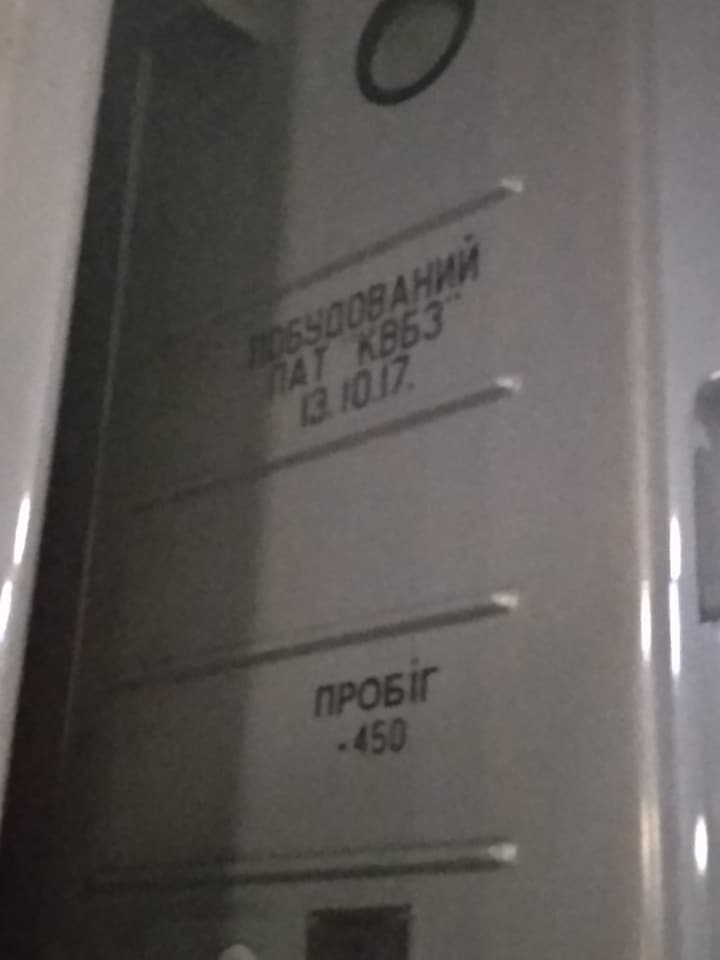 ПОБУДОВАНИЙ
ПАТ "КВБЗ"
13.10.17.
ПРОБІГ
-450